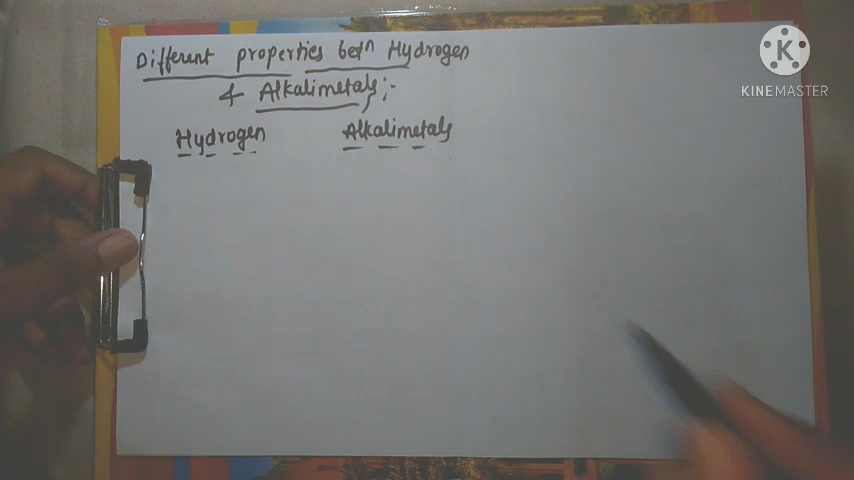 Different properties betn Hydrogen
& Alkalimetals;-
Hydrogen Alkalimetals
KINEMASTER